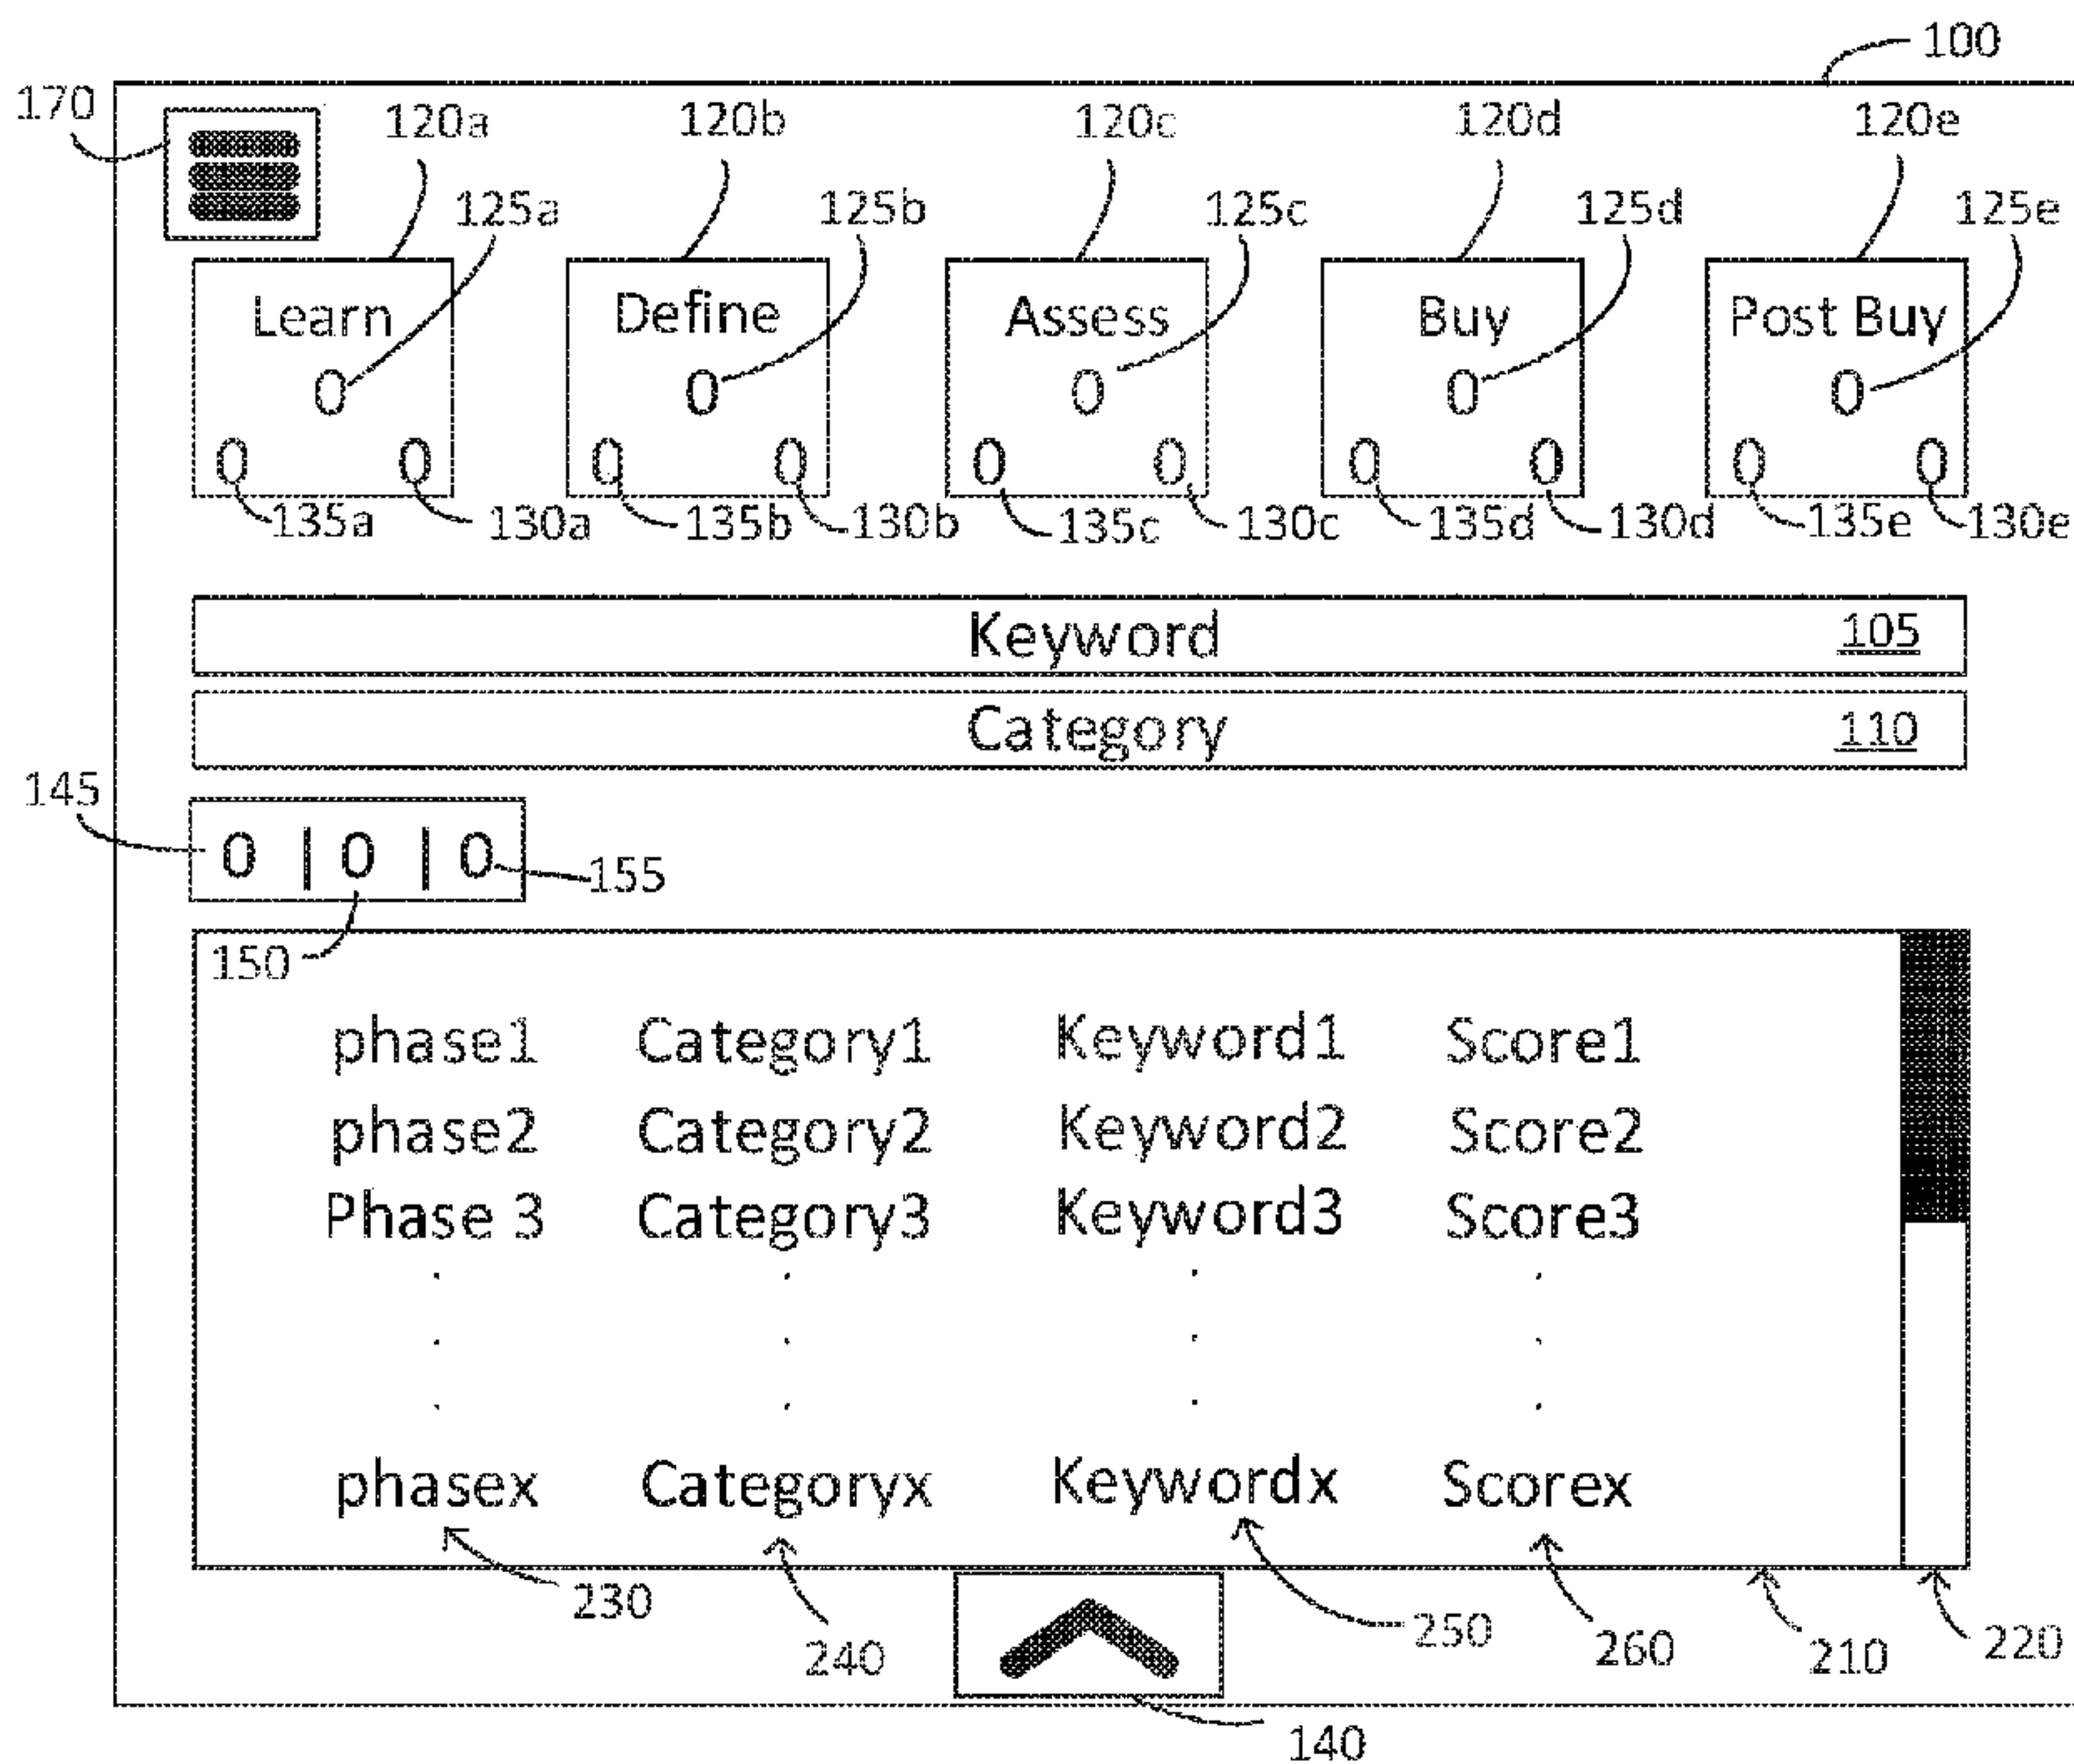 100
170 120a 120b 120c 120d 120e
125a 125b 125c 125d 125e
Learn Define Assess Buy Post Buy
0 0 0 0 0
0 0 0 0 0 0 0 0 0 0
135a 130a 135b 130b 135c 130c 135d 130d 135e 130e
Keyword 105
Category 110
145
0 | 0 | 0
155
150
phase1 Category1 Keyword1 Score1
phase2 Category2 Keyword2 Score2
Phase 3 Category3 Keyword3 Score3
. . . .
. . . .
. . . .
phasex Categoryx Keywordx Scorex
230 240 250 260 210 220
140